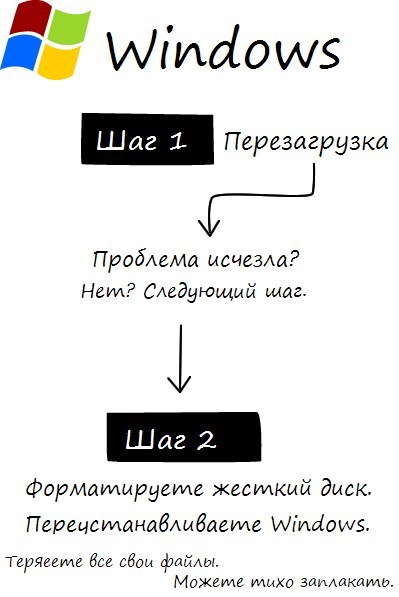 Windows
Шаг 1 Перезагрузка
Проблема исчезла?
Нет? Следующий шаг.
Шаг 2
Форматируете жесткий диск.
Переустанавливаете Windows.
Теряеете все свои файлы.
Можете тихо заплакать.